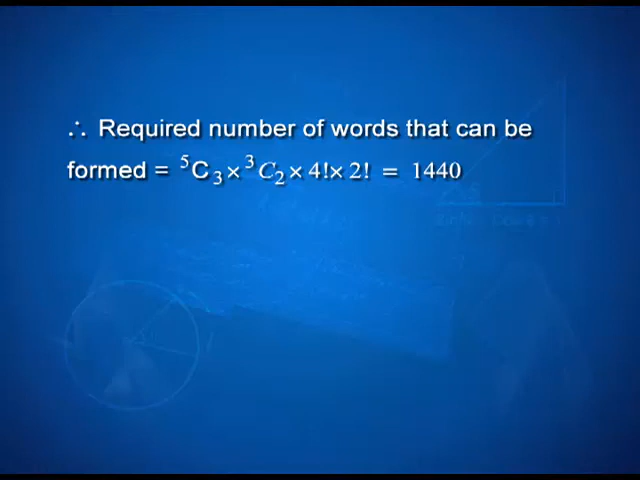 ∴ Required number of words that can be
formed = ⁵C₃ × ³C₂ × 4!× 2! = 1440